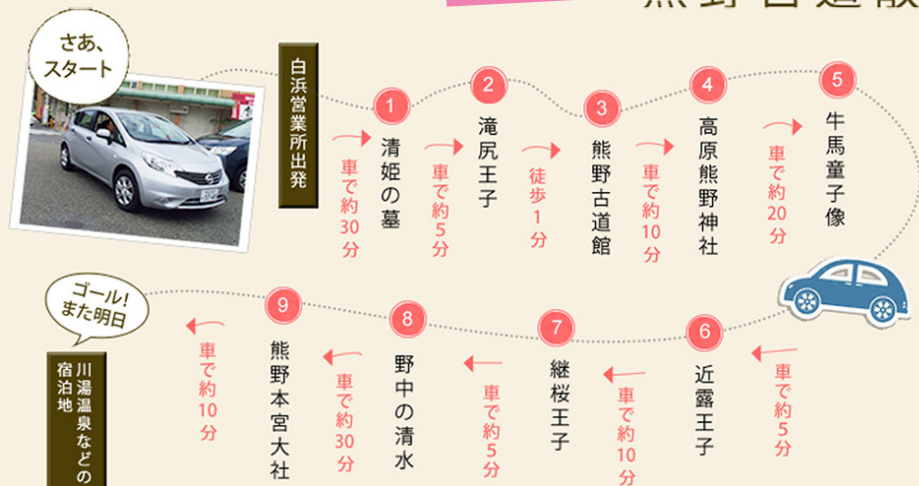 さあ、
スタート
白浜営業所出発
車で約30分
1
清姫の墓
車で約5分
2
滝尻王子
徒歩1分
3
熊野古道館
車で約10分
4
高原熊野神社
車で約20分
5
牛馬童子像
車で約5分
6
近露王子
車で約10分
7
継桜王子
車で約5分
8
野中の清水
車で約30分
9
熊野本宮大社
車で約10分
ゴール!
また明日
川湯温泉などの
宿泊地